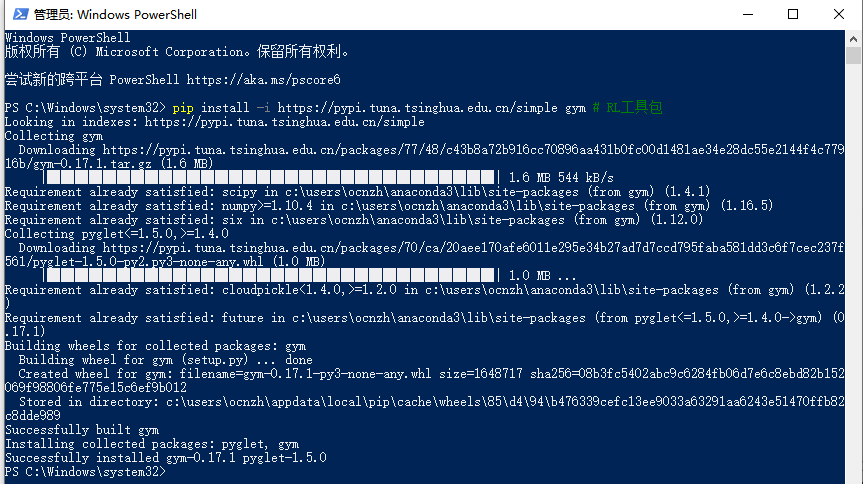 管理员: Windows PowerShell
Windows PowerShell
版权所有 (C) Microsoft Corporation。保留所有权利。
尝试新的跨平台 PowerShell https://aka.ms/pscore6
PS C:\Windows\system32> pip install -i https://pypi.tuna.tsinghua.edu.cn/simple gym # RL工具包
Looking in indexes: https://pypi.tuna.tsinghua.edu.cn/simple
Collecting gym
Downloading https://pypi.tuna.tsinghua.edu.cn/packages/77/48/c43b8a72b916cc70896aa431b0fc00d1481ae34e28dc55e2144f4c779
16b/gym-0.17.1.tar.gz (1.6 MB)
|████████████████████████████████| 1.6 MB 544 kB/s
Requirement already satisfied: scipy in c:\users\ocnzh\anaconda3\lib\site-packages (from gym) (1.4.1)
Requirement already satisfied: numpy>=1.10.4 in c:\users\ocnzh\anaconda3\lib\site-packages (from gym) (1.16.5)
Requirement already satisfied: six in c:\users\ocnzh\anaconda3\lib\site-packages (from gym) (1.12.0)
Collecting pyglet<=1.5.0,>=1.4.0
Downloading https://pypi.tuna.tsinghua.edu.cn/packages/70/ca/20aee170afe6011e295e34b27ad7d7ccd795faba581dd3c6f7cec237f
561/pyglet-1.5.0-py2.py3-none-any.whl (1.0 MB)
|████████████████████████████████| 1.0 MB ...
Requirement already satisfied: cloudpickle<1.4.0,>=1.2.0 in c:\users\ocnzh\anaconda3\lib\site-packages (from gym) (1.2.2
)
Requirement already satisfied: future in c:\users\ocnzh\anaconda3\lib\site-packages (from pyglet<=1.5.0,>=1.4.0->gym) (0
.17.1)
Building wheels for collected packages: gym
Building wheel for gym (setup.py) ... done
Created wheel for gym: filename=gym-0.17.1-py3-none-any.whl size=1648717 sha256=08b3fc5402abc9c6284fb06d7e6c8ebd82b152
069f98806fe775e15c6ef9b012
Stored in directory: c:\users\ocnzh\appdata\local\pip\cache\wheels\85\d4\94\b476339cefc13ee9033a63291aa6243e51470ffb82
c8dde989
Successfully built gym
Installing collected packages: pyglet, gym
Successfully installed gym-0.17.1 pyglet-1.5.0
PS C:\Windows\system32>